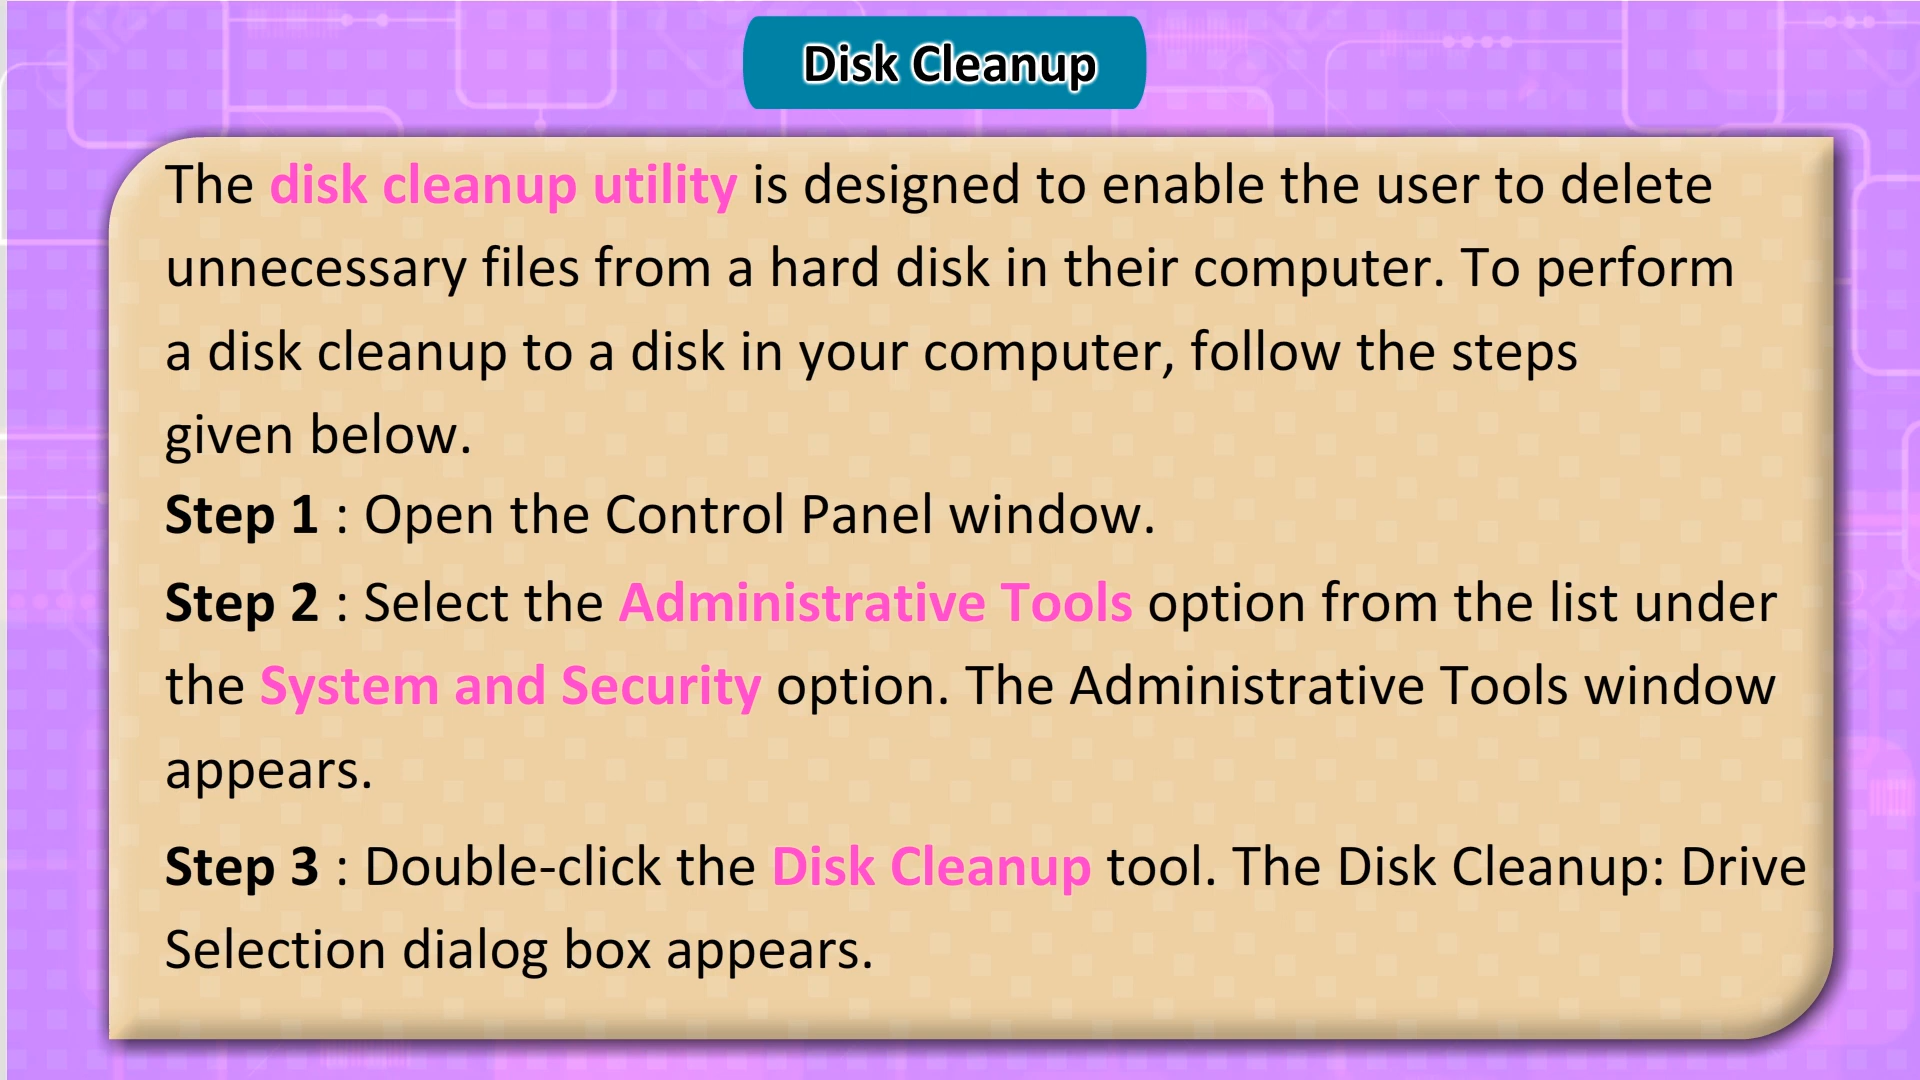 Disk Cleanup
The disk cleanup utility is designed to enable the user to delete
unnecessary files from a hard disk in their computer. To perform
a disk cleanup to a disk in your computer, follow the steps
given below.
Step 1 : Open the Control Panel window.
Step 2 : Select the Administrative Tools option from the list under
the System and Security option. The Administrative Tools window
appears.
Step 3 : Double-click the Disk Cleanup tool. The Disk Cleanup: Drive
Selection dialog box appears.